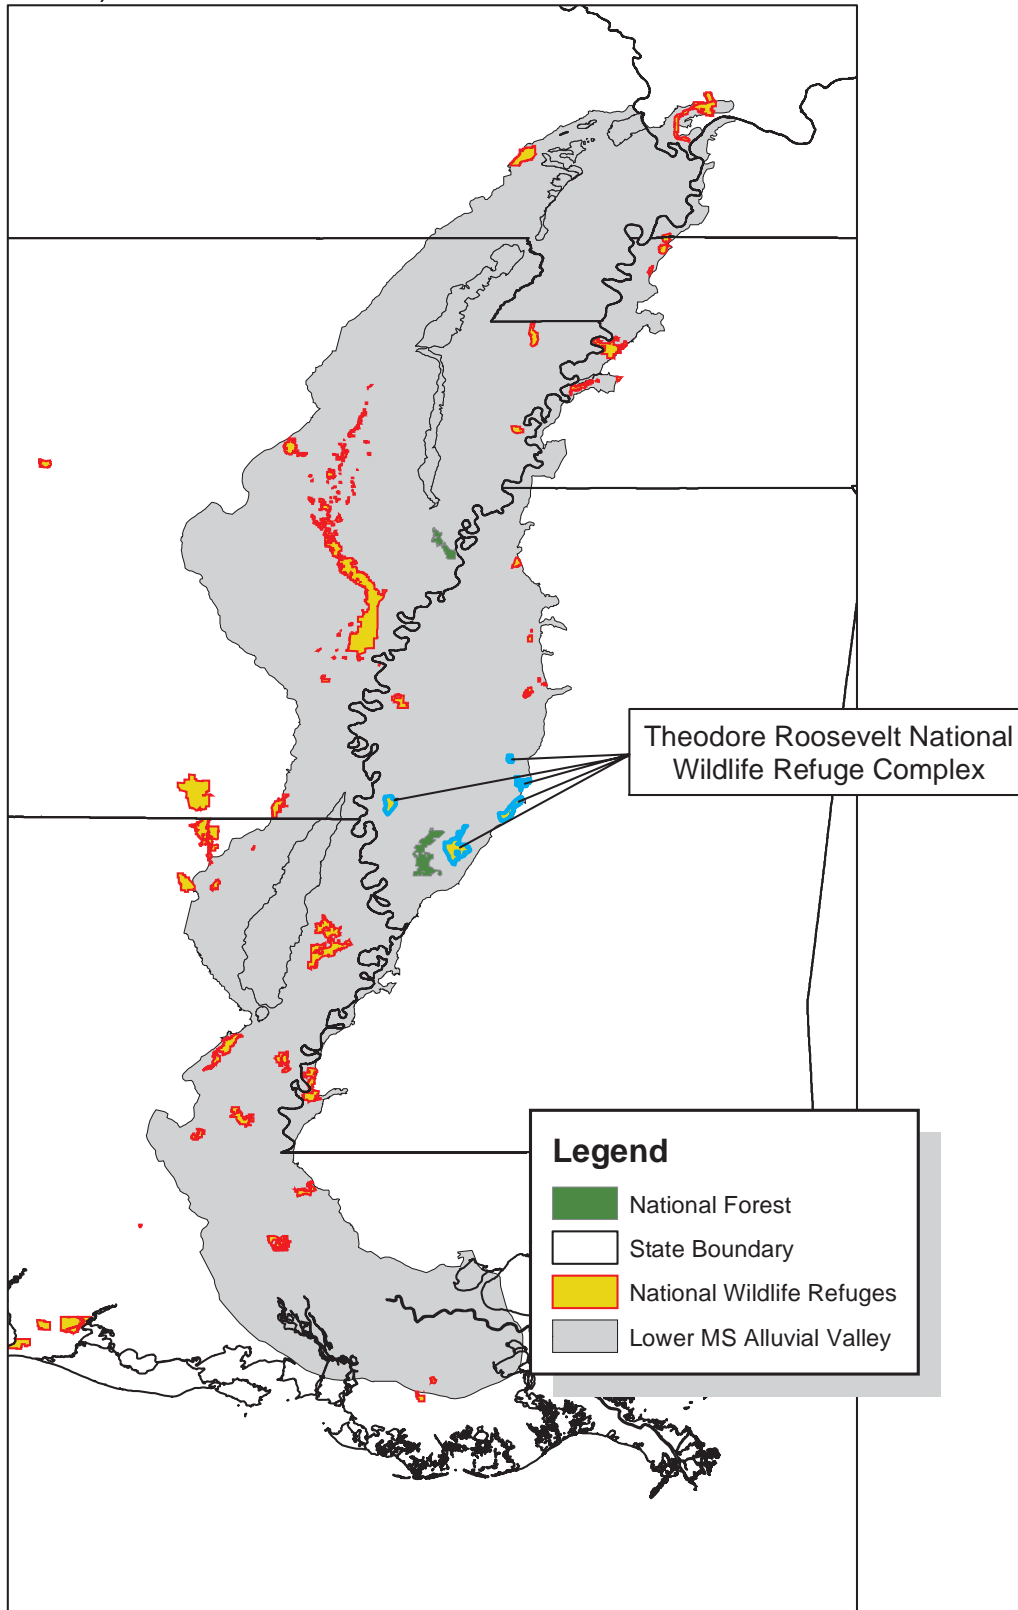 Theodore Roosevelt National
Wildlife Refuge Complex
Legend
National Forest
State Boundary
National Wildlife Refuges
Lower MS Alluvial Valley